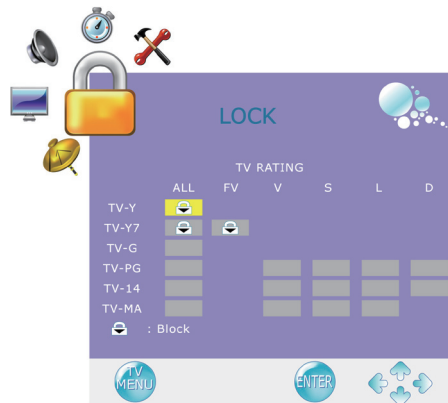 LOCK
TV RATING
ALL FV V S L D
TV-Y
TV-Y7
TV-G
TV-PG
TV-14
TV-MA
: Block
TV
MENU
ENTER